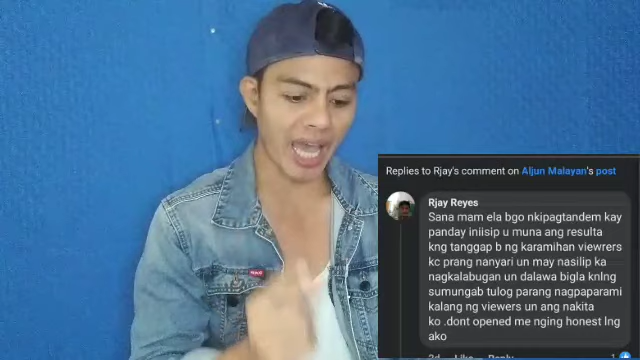 Replies to Rjay's comment on Aljun Malayan's post
Rjay Reyes
Sana mam ela bgo nkipagtandem kay
panday iniisip u muna ang resulta
kng tanggap b ng karamihan viewrers
kc prang nanyari un may nasilip ka
nagkalabugan un dalawa bigla knlng
sumungab tulog parang nagpaparami
kalang ng viewers un ang nakita
ko .dont opened me nging honest lng
ako